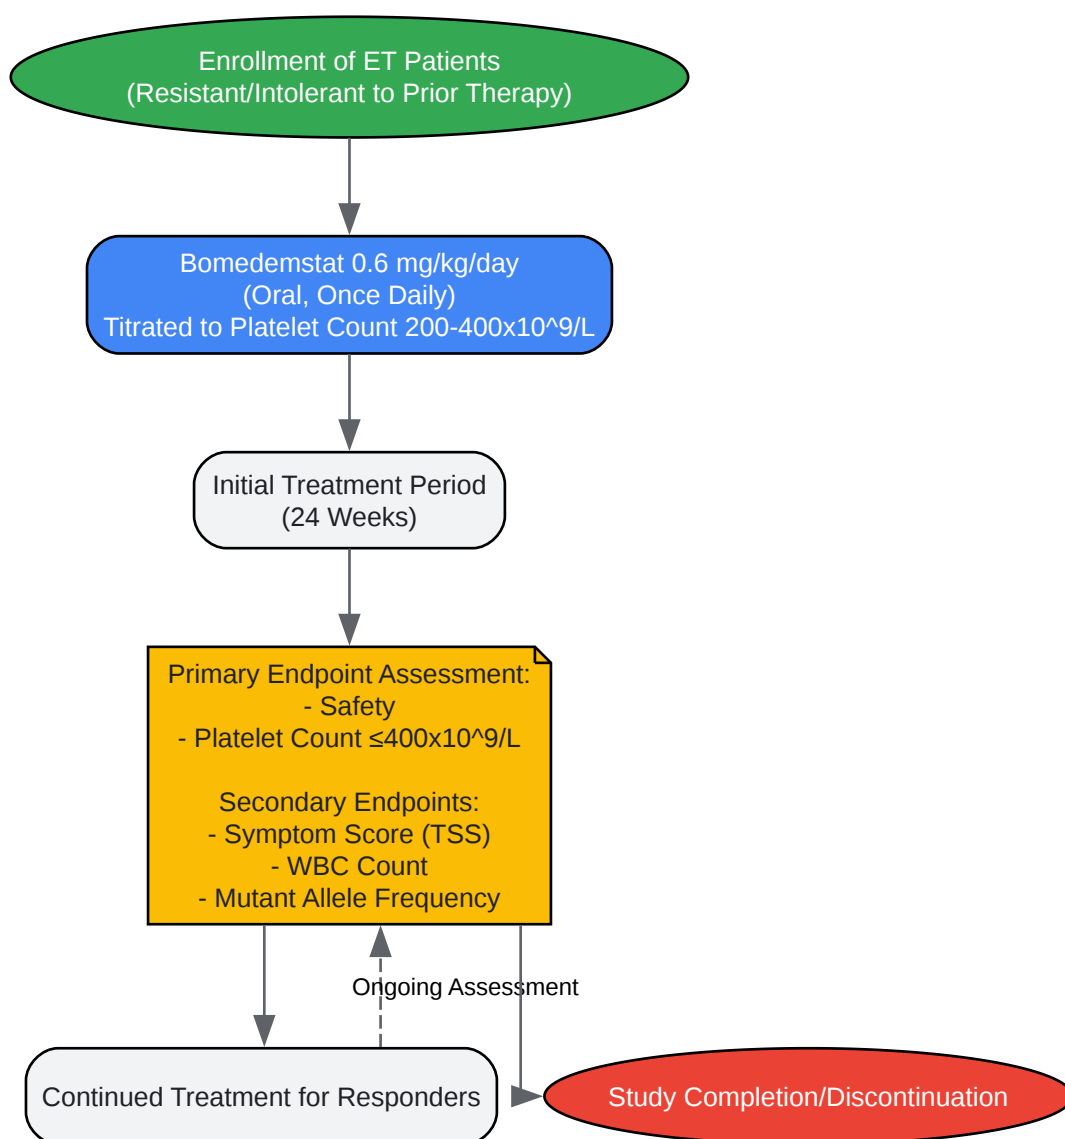 Enrollment of ET Patients
(Resistant/Intolerant to Prior Therapy)
Bomedemstat 0.6 mg/kg/day
(Oral, Once Daily)
Titrated to Platelet Count 200-400x10^9/L
Initial Treatment Period
(24 Weeks)
Primary Endpoint Assessment:
- Safety
- Platelet Count ≤400x10^9/L
Secondary Endpoints:
- Symptom Score (TSS)
- WBC Count
- Mutant Allele Frequency
Ongoing Assessment
Continued Treatment for Responders
Study Completion/Discontinuation